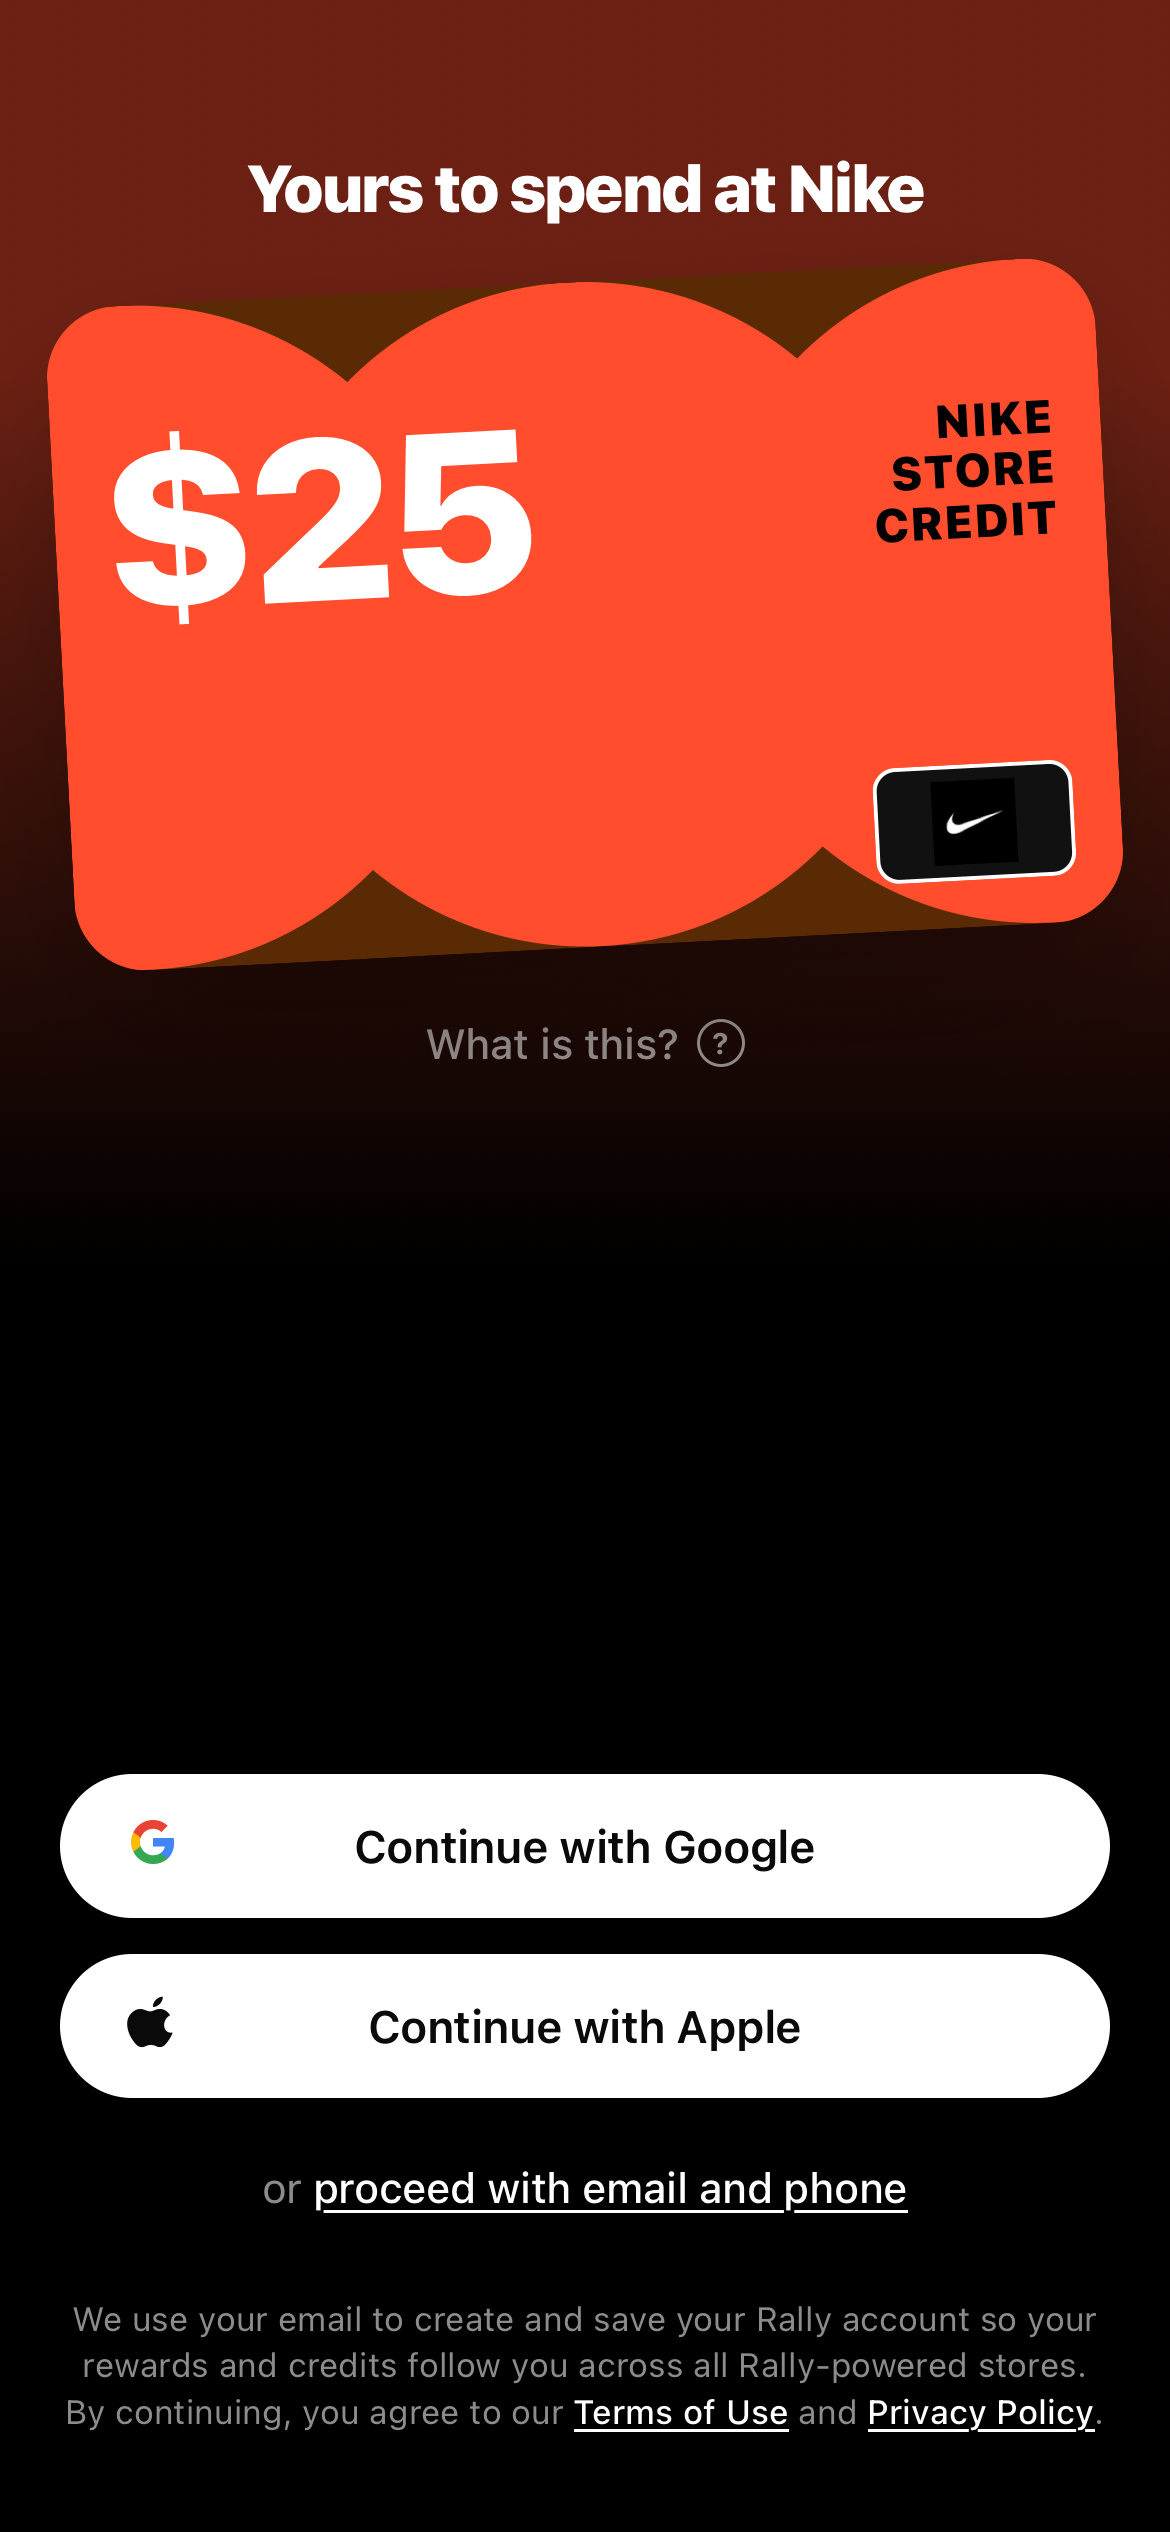 Yours to spend at Nike
$25
NIKE
STORE
CREDIT
What is this? ?
Continue with Google
Continue with Apple
or proceed with email and phone
We use your email to create and save your Rally account so your
rewards and credits follow you across all Rally-powered stores.
By continuing, you agree to our Terms of Use and Privacy Policy.